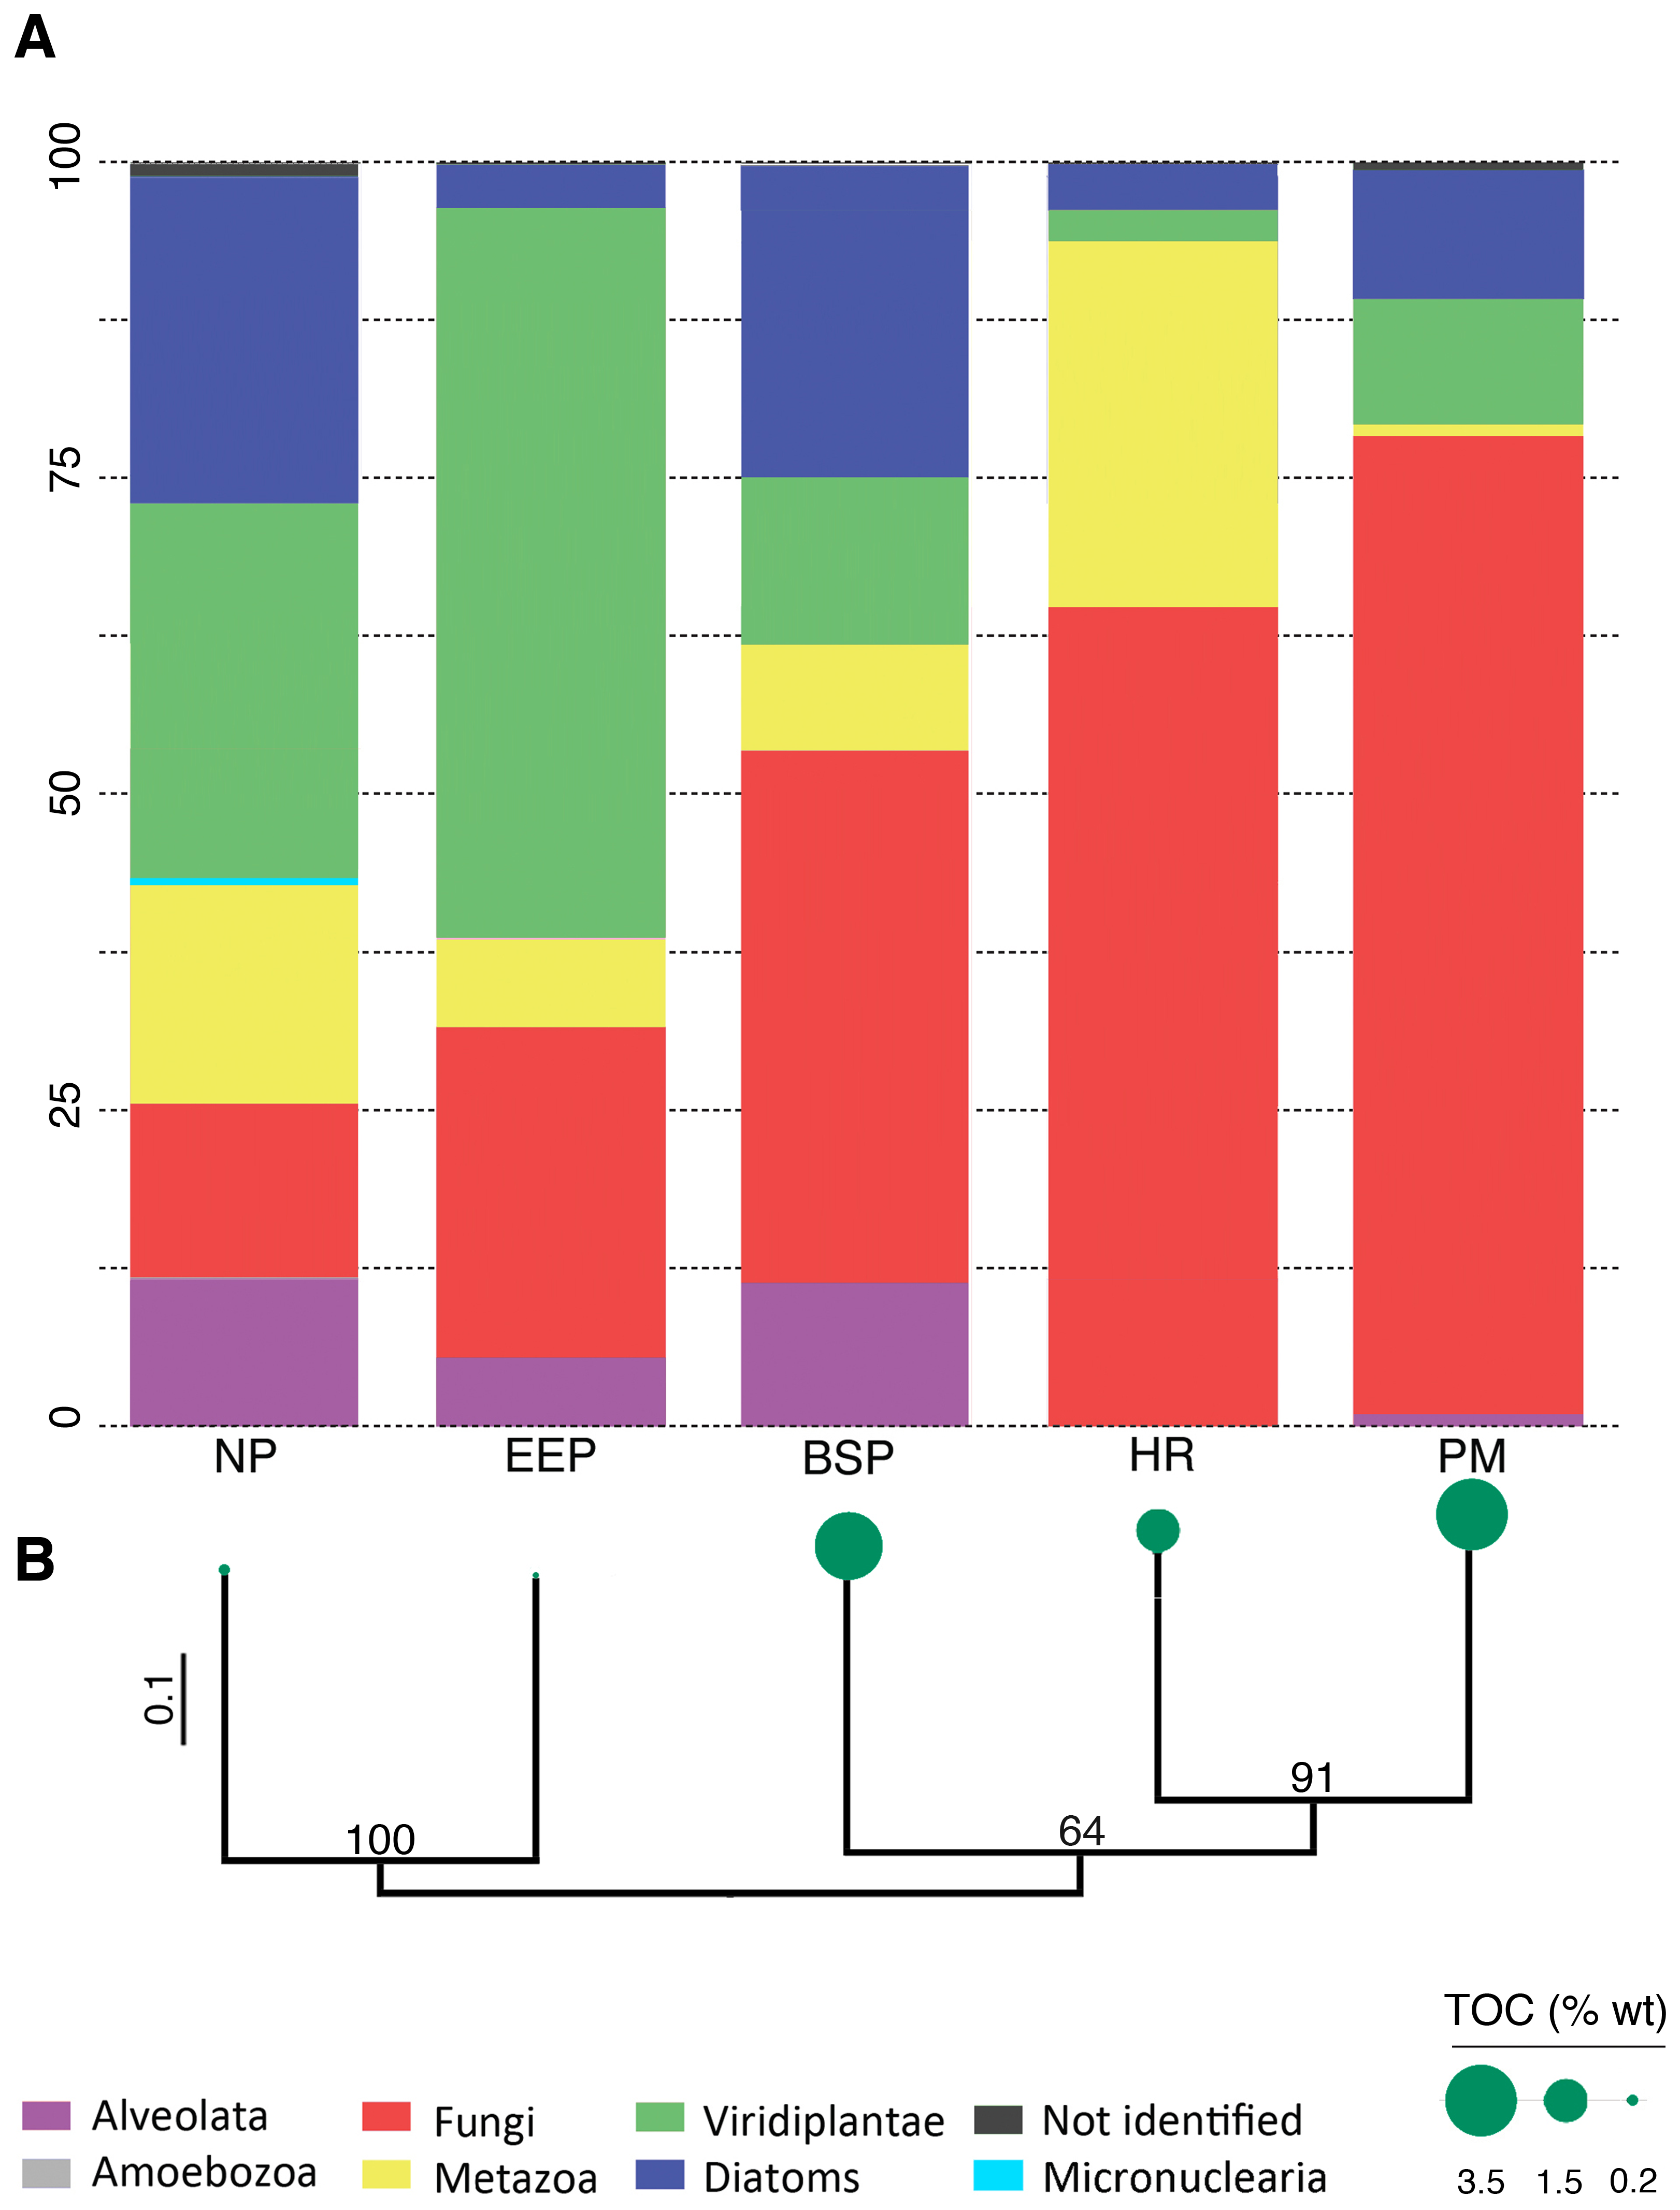 A
100
75
50
25
0
NP EEP BSP HR PM
B
0.1
100
64
91
TOC (% wt)
3.5 1.5 0.2
Alveolata Fungi Viridiplantae Not identified
Amoebozoa Metazoa Diatoms Micronuclearia